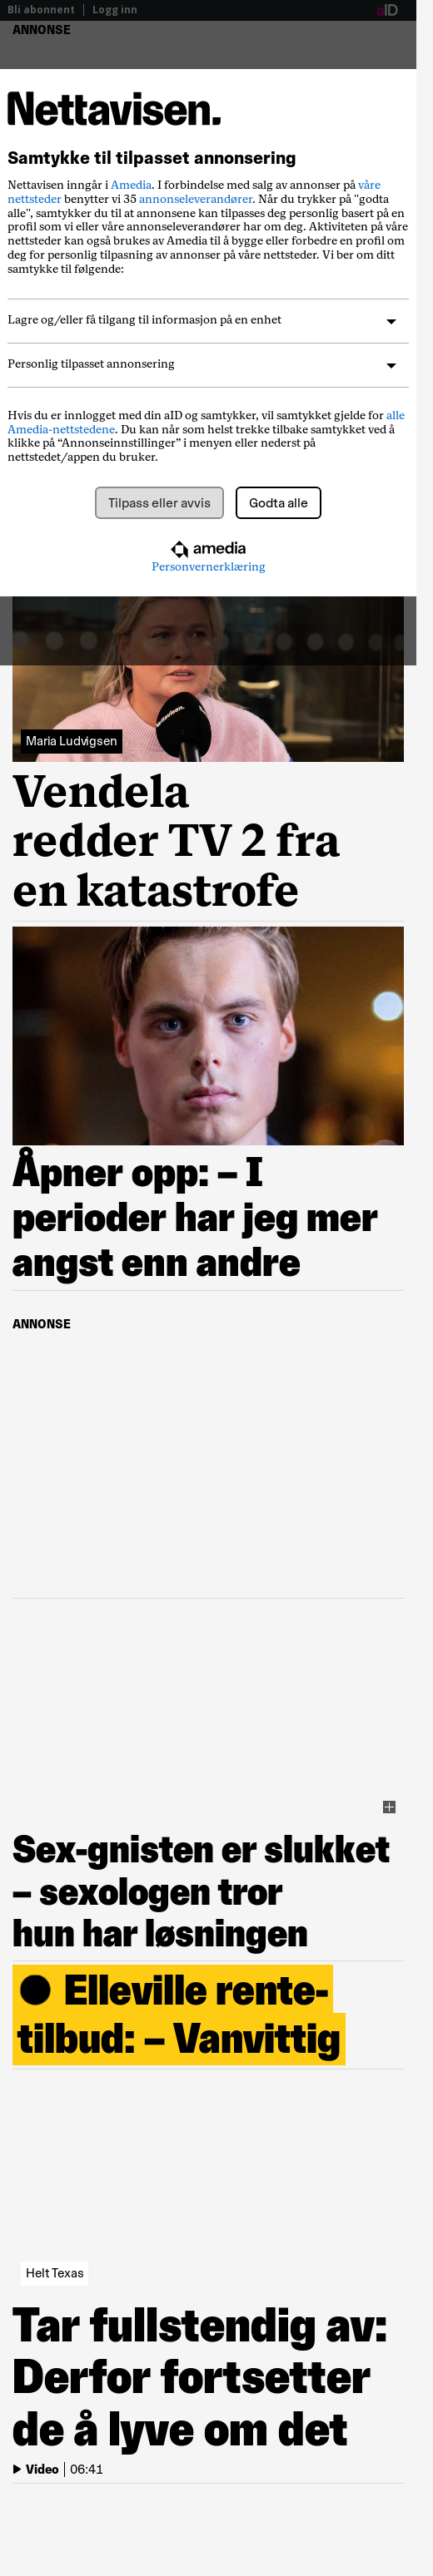 Bli abonnent
Logg inn
aID
ANNONSE
Nettavisen.
Samtykke til tilpasset annonsering
Nettavisen inngår i Amedia. I forbindelse med salg av annonser på våre
nettsteder benytter vi 35 annonseleverandører. Når du trykker på "godta
alle", samtykker du til at annonsene kan tilpasses deg personlig basert på en
profil som vi eller våre annonseleverandører har om deg. Aktiviteten på våre
nettsteder kan også brukes av Amedia til å bygge eller forbedre en profil om
deg for personlig tilpasning av annonser på våre nettsteder. Vi ber om ditt
samtykke til følgende:
Lagre og/eller få tilgang til informasjon på en enhet
Personlig tilpasset annonsering
Hvis du er innlogget med din aID og samtykker, vil samtykket gjelde for alle
Amedia-nettstedene. Du kan når som helst trekke tilbake samtykket ved å
klikke på “Annonseinnstillinger” i menyen eller nederst på
nettstedet/appen du bruker.
Tilpass eller avvis
Godta alle
amedia
Personvernerklæring
Maria Ludvigsen
Vendela
redder TV 2 fra
en katastrofe
Åpner opp: – I
perioder har jeg mer
angst enn andre
ANNONSE
Sex-gnisten er slukket
– sexologen tror
hun har løsningen
Elleville rente-
tilbud: – Vanvittig
Helt Texas
Tar fullstendig av:
Derfor fortsetter
de å lyve om det
Video
06:41